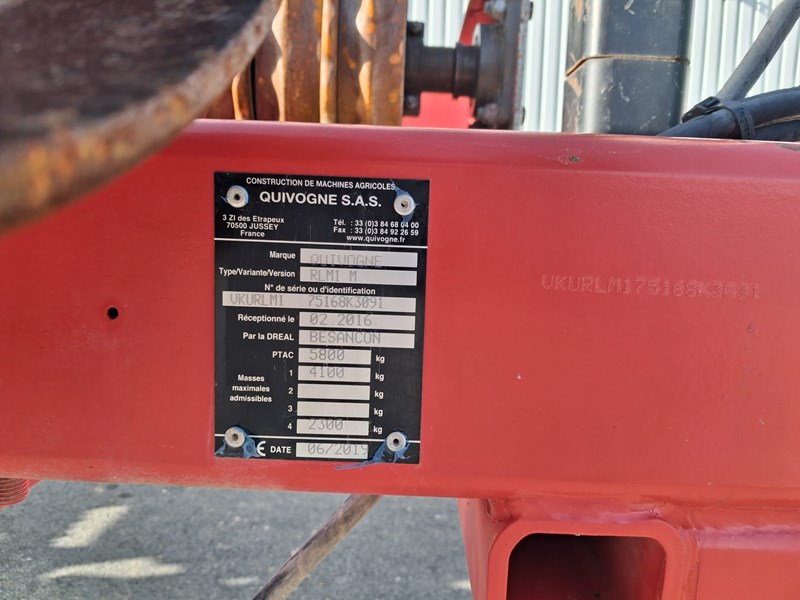 CONSTRUCTION DE MACHINES AGRICOLES
QUIVOGNE S.A.S.
3 ZI des Etrapeux
70500 JUSSEY
France
Tél. : 33 (0)3 84 68 04 00
Fax : 33 (0)3 84 92 26 59
www.quivogne.fr
Marque QUIVOGNE
Type/Variante/Version RLM1 M
N° de série ou d'identification
VKURLM1 75168K3091
Réceptionné le 02 2016
Par la DREAL BESANCON
PTAC 5800 kg
Masses maximales admissibles
1 4100 kg
2 kg
3 kg
4 2300 kg
CE DATE 06/2019
VKURLM175168K3091